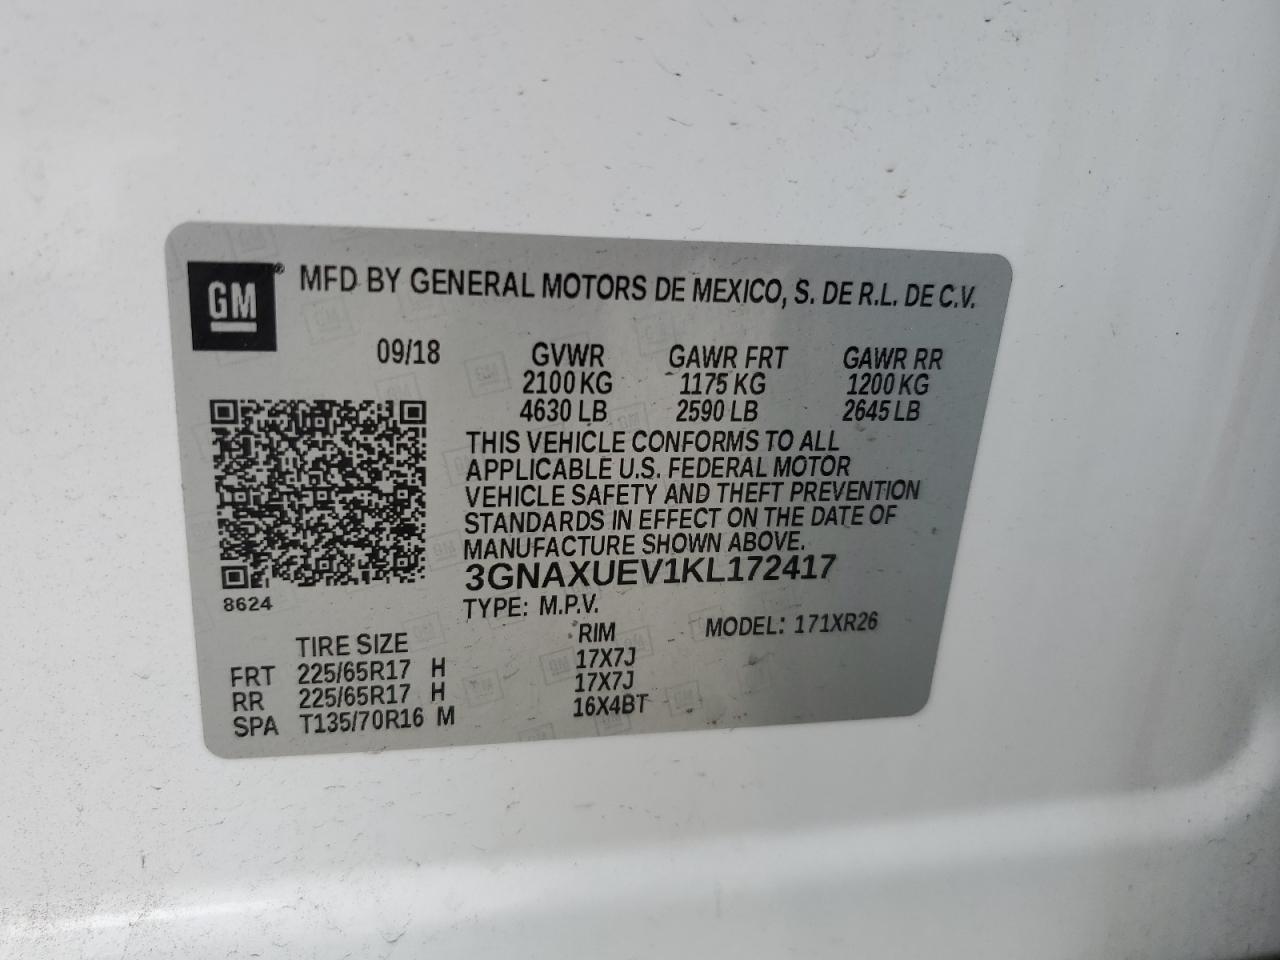 GM ® MFD BY GENERAL MOTORS DE MEXICO, S. DE R.L. DE C.V.
09/18 GVWR GAWR FRT GAWR RR
2100 KG 1175 KG 1200 KG
4630 LB 2590 LB 2645 LB
THIS VEHICLE CONFORMS TO ALL
APPLICABLE U.S. FEDERAL MOTOR
VEHICLE SAFETY AND THEFT PREVENTION
STANDARDS IN EFFECT ON THE DATE OF
MANUFACTURE SHOWN ABOVE.
3GNAXUEV1KL172417
8624
TYPE: M.P.V.
TIRE SIZE RIM MODEL: 171XR26
FRT 225/65R17 H 17X7J
RR 225/65R17 H 17X7J
SPA T135/70R16 M 16X4BT